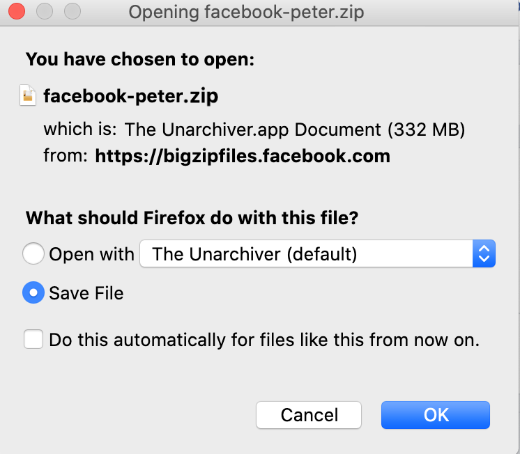 Opening facebook-peter.zip
You have chosen to open:
facebook-peter.zip
which is: The Unarchiver.app Document (332 MB)
from: https://bigzipfiles.facebook.com
What should Firefox do with this file?
Open with The Unarchiver (default)
Save File
Do this automatically for files like this from now on.
Cancel OK